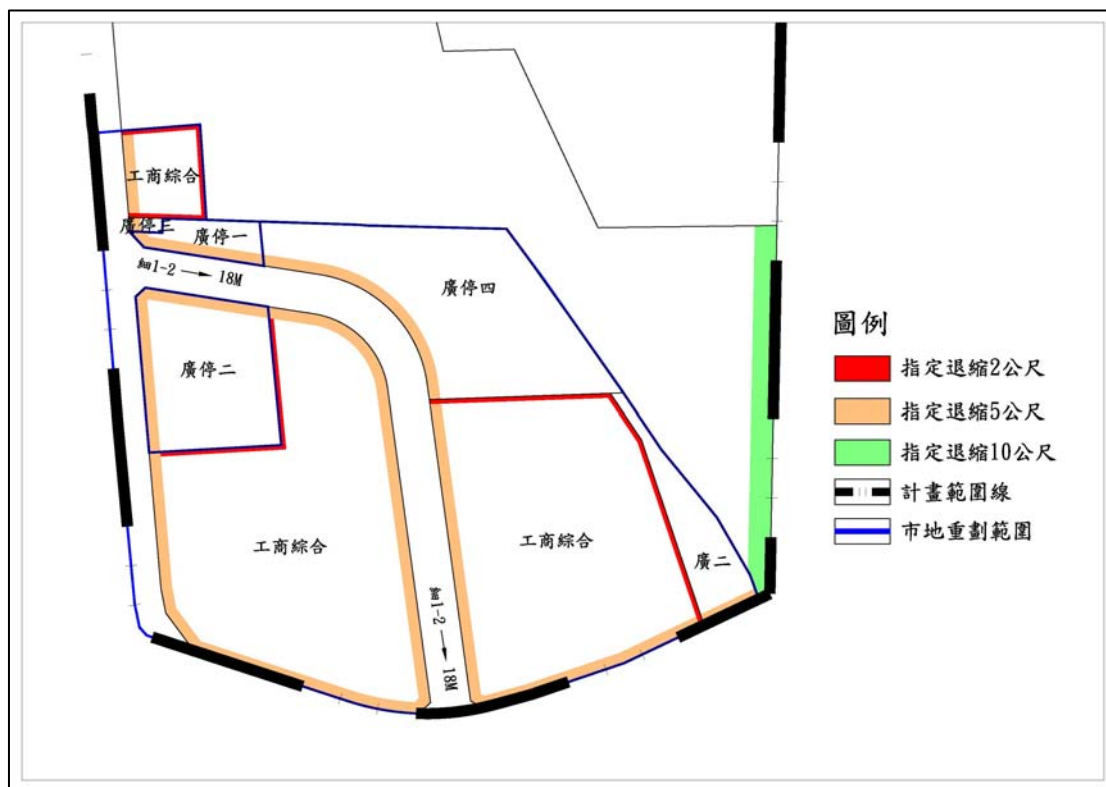 工商綜合
廣停三
廣停一
細1-2 → 18M
廣停四
廣停二
工商綜合
工商綜合
廣二
細1-2 → 18M
圖例
指定退縮2公尺
指定退縮5公尺
指定退縮10公尺
計畫範圍線
市地重劃範圍